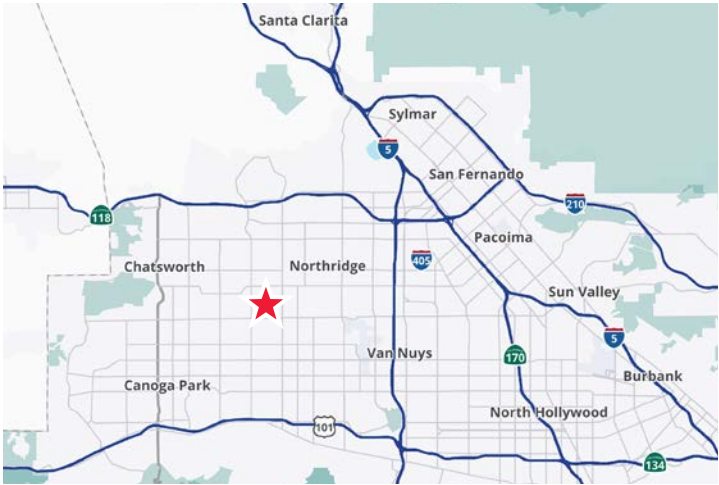 Santa Clarita
Sylmar
5
San Fernando
210
118
Pacoima
Chatsworth
Northridge
405
Sun Valley
5
Van Nuys
170
Burbank
Canoga Park
North Hollywood
101
134